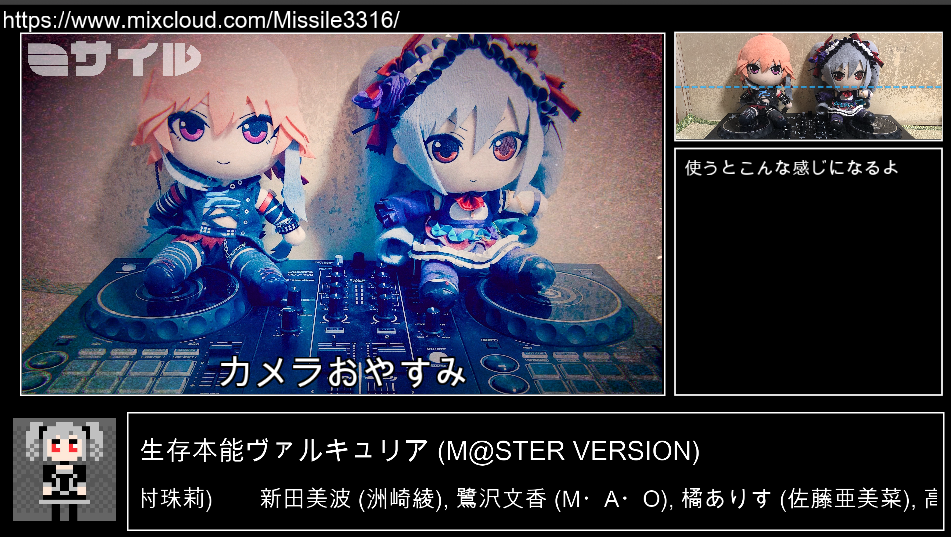 https://www.mixcloud.com/Missile3316/
ミサイル
使うとこんな感じになるよ
カメラおやすみ
生存本能ヴァルキュリア (M@STER VERSION)
村珠莉) 新田美波 (洲崎綾), 鷺沢文香 (M・A・O), 橘ありす (佐藤亜美菜), 高